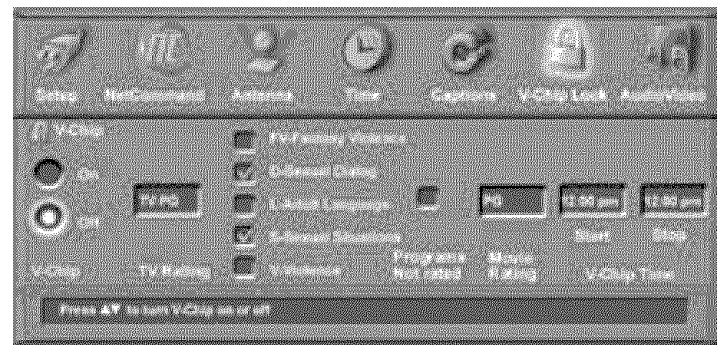 Setup NetCommand Antenna Time Captions V-Chip Lock Audio/Video
V-Chip
On
Off
V-Chip
TV PG
TV Rating
FV-Fantasy Violence
D-Sexual Dialog
L-Adult Language
S-Sexual Situations
V-Violence
Programs
Not rated
PG
Movie
Rating
12:00 pm 12:00 pm
Start Stop
V-Chip Time
Press ▲▼ to turn V-Chip on or off